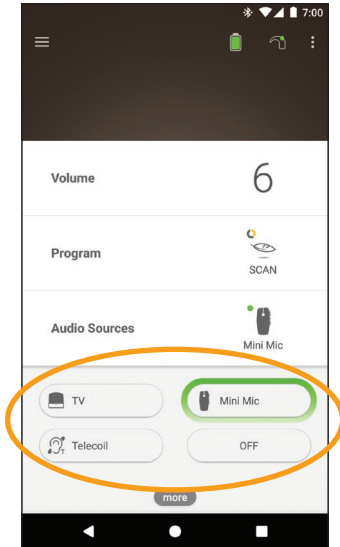 7:00
Volume 6
Program
SCAN
Audio Sources
Mini Mic
TV Mini Mic
T Telecoil OFF
more